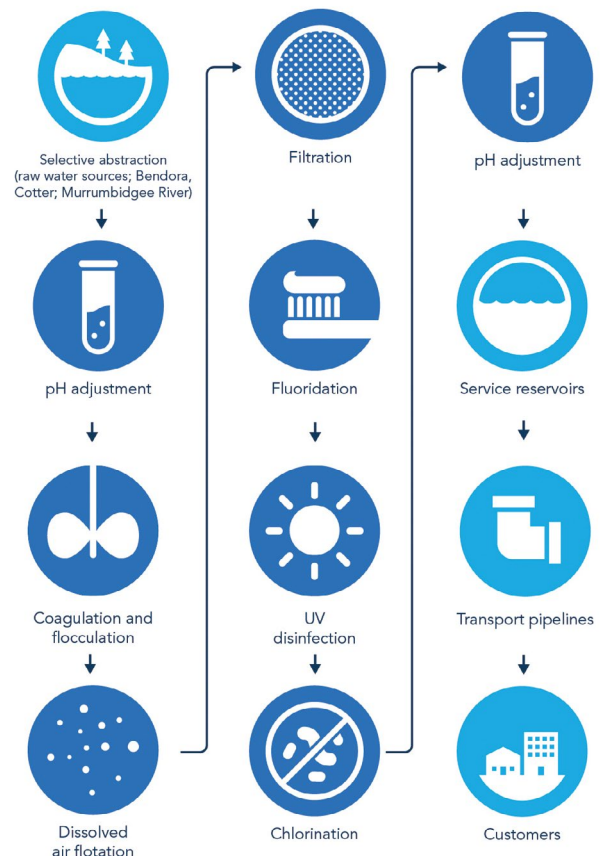 Selective abstraction
(raw water sources; Bendora,
Cotter; Murrumbidgee River)
pH adjustment
Coagulation and
flocculation
Dissolved
air flotation
Filtration
Fluoridation
UV
disinfection
Chlorination
pH adjustment
Service reservoirs
Transport pipelines
Customers